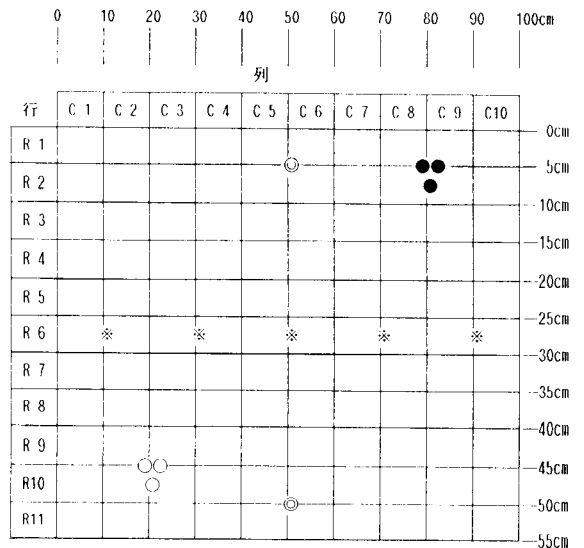 0 10 20 30 40 50 60 70 80 90 100cm
列
行 C 1 C 2 C 3 C 4 C 5 C 6 C 7 C 8 C 9 C10
0cm
R 1
5cm
◎ ●●
R 2
●
10cm
R 3
15cm
R 4
20cm
R 5
25cm
R 6 ※ ※ ※ ※ ※
30cm
R 7
35cm
R 8
40cm
R 9
45cm
○○
R10
○
50cm
◎
R11
55cm